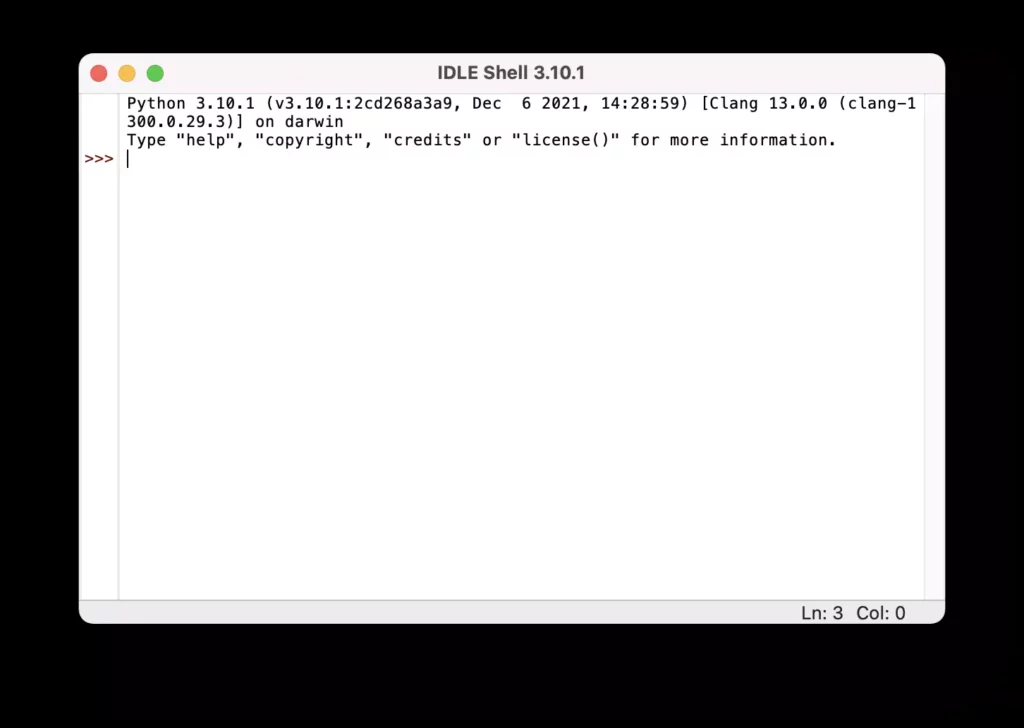 IDLE Shell 3.10.1
Python 3.10.1 (v3.10.1:2cd268a3a9, Dec  6 2021, 14:28:59) [Clang 13.0.0 (clang-1
300.0.29.3)] on darwin
Type "help", "copyright", "credits" or "license()" for more information.
>>>
Ln: 3  Col: 0